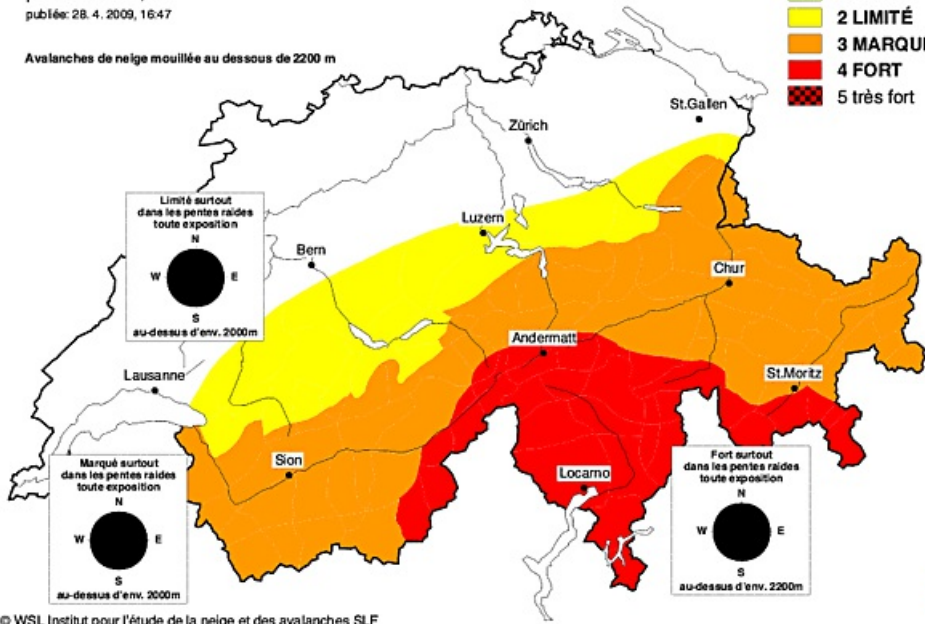 publiée: 28. 4. 2009, 16:47
Avalanches de neige mouillée au dessous de 2200 m
2 LIMITÉ
3 MARQU
4 FORT
5 très fort
St.Gallen
Zürich
Limité surtout
dans les pentes raides
toute exposition
N
W E
S
au-dessus d'env. 2000m
Luzern
Bern
Chur
Andermatt
Lausanne
St.Moritz
Sion
Locarno
Marqué surtout
dans les pentes raides
toute exposition
N
W E
S
au-dessus d'env. 2000m
Fort surtout
dans les pentes raides
toute exposition
N
W E
S
au-dessus d'env. 2200m
© WSL Institut pour l'étude de la neige et des avalanches SLF